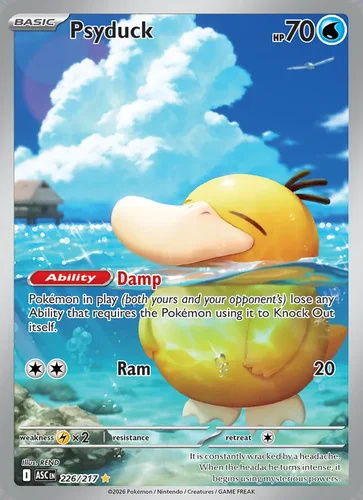 BASIC
Psyduck
HP 70
Ability Damp
Pokémon in play (both yours and your opponent's) lose any
Ability that requires the Pokémon using it to Knock Out
itself.
Ram 20
weakness ×2 resistance retreat
Illus. REND
I ASC EN 226/217
It is constantly wracked by a headache.
When the headache turns intense, it
begins using mysterious powers.
©2026 Pokémon / Nintendo / Creatures / GAME FREAK